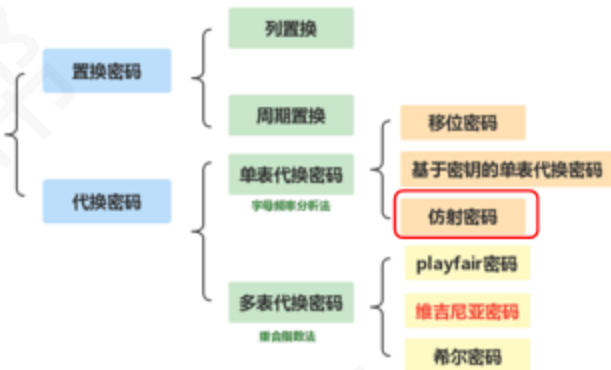 列置换
置换密码
周期置换
移位密码
单表代换密码
基于密钥的单表代换密码
字母频率分析法
代换密码
仿射密码
playfair密码
多表代换密码
维吉尼亚密码
重合指数法
希尔密码